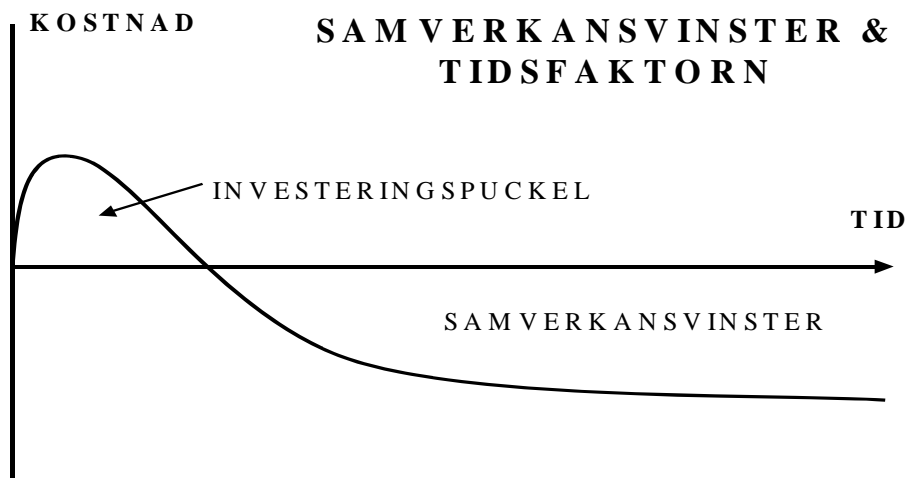 KOSTNAD
SAMVERKANSVINSTER &
TIDSFAKTORN
INVESTERINGSPUCKEL
TID
SAMVERKANSVINSTER